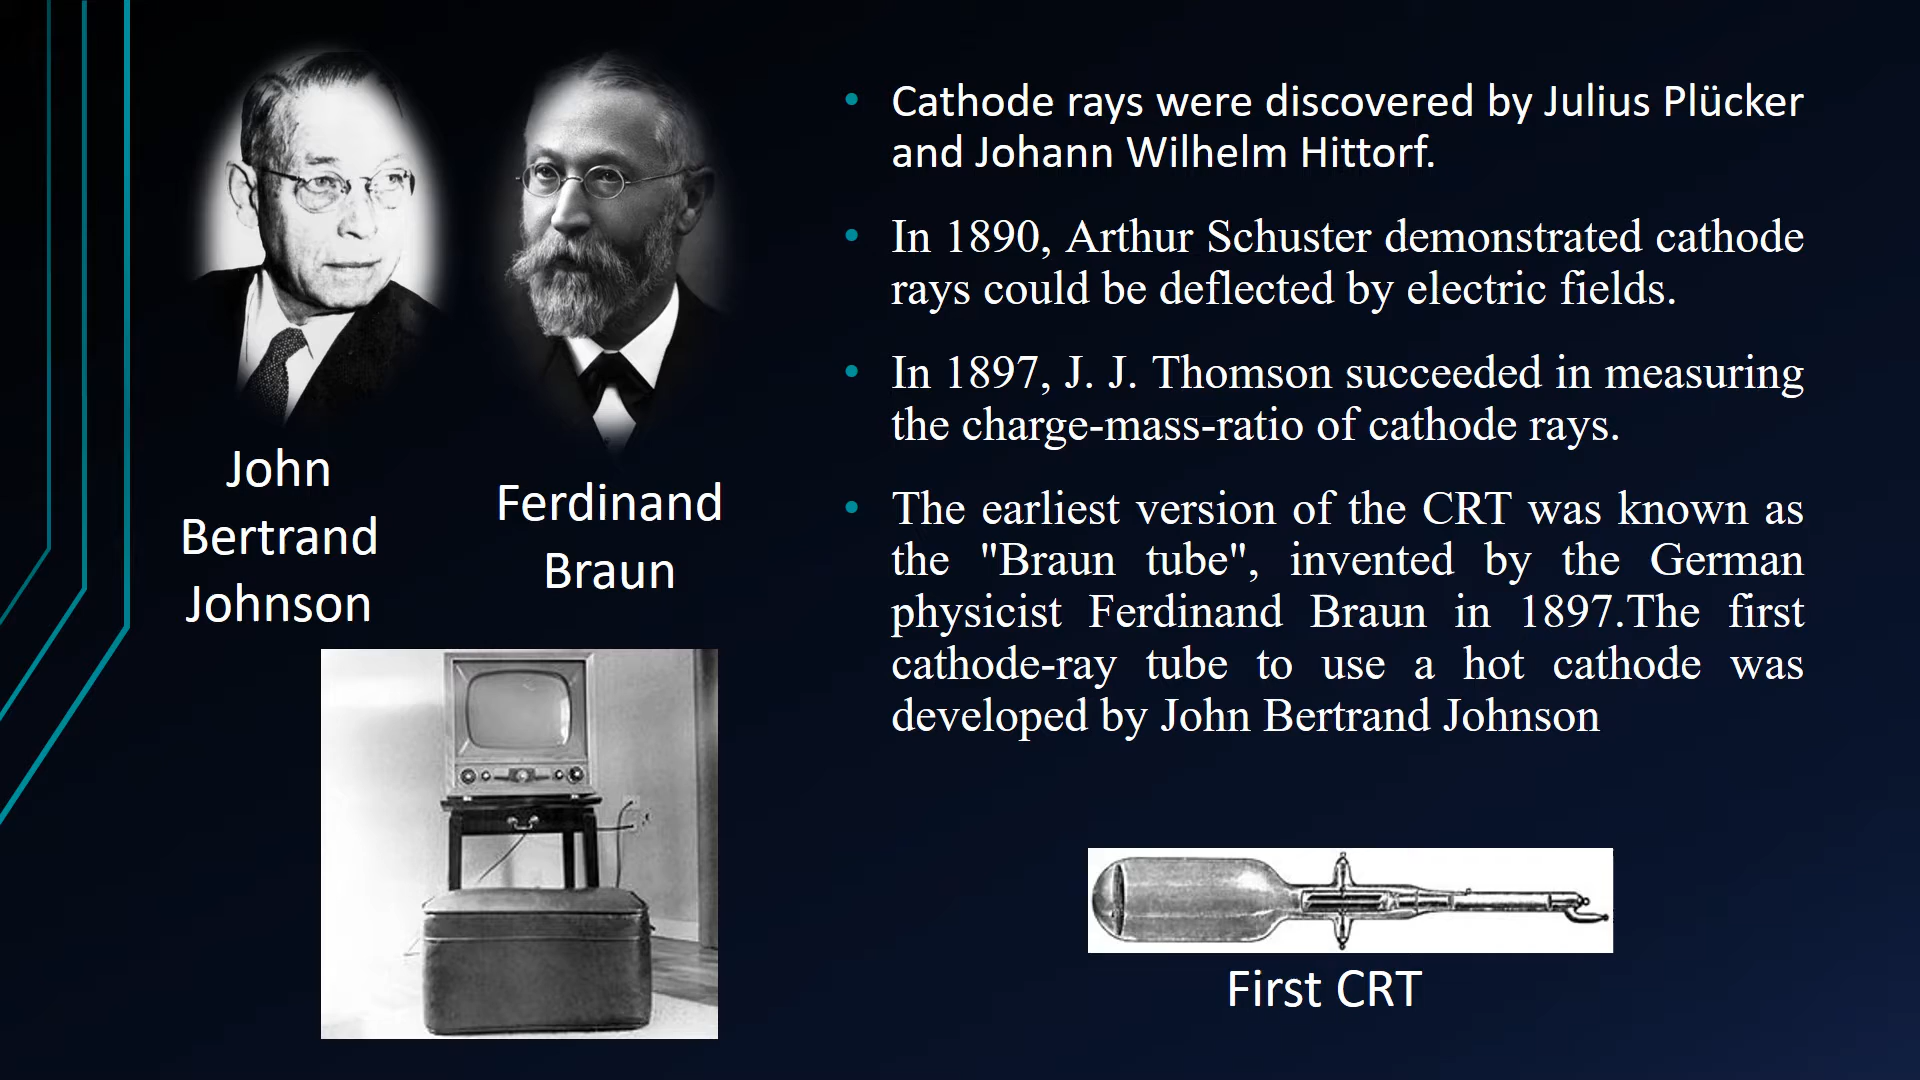 John
Bertrand
Johnson
Ferdinand
Braun
• Cathode rays were discovered by Julius Plücker
and Johann Wilhelm Hittorf.
• In 1890, Arthur Schuster demonstrated cathode
rays could be deflected by electric fields.
• In 1897, J. J. Thomson succeeded in measuring
the charge-mass-ratio of cathode rays.
• The earliest version of the CRT was known as
the "Braun tube", invented by the German
physicist Ferdinand Braun in 1897.The first
cathode-ray tube to use a hot cathode was
developed by John Bertrand Johnson
First CRT